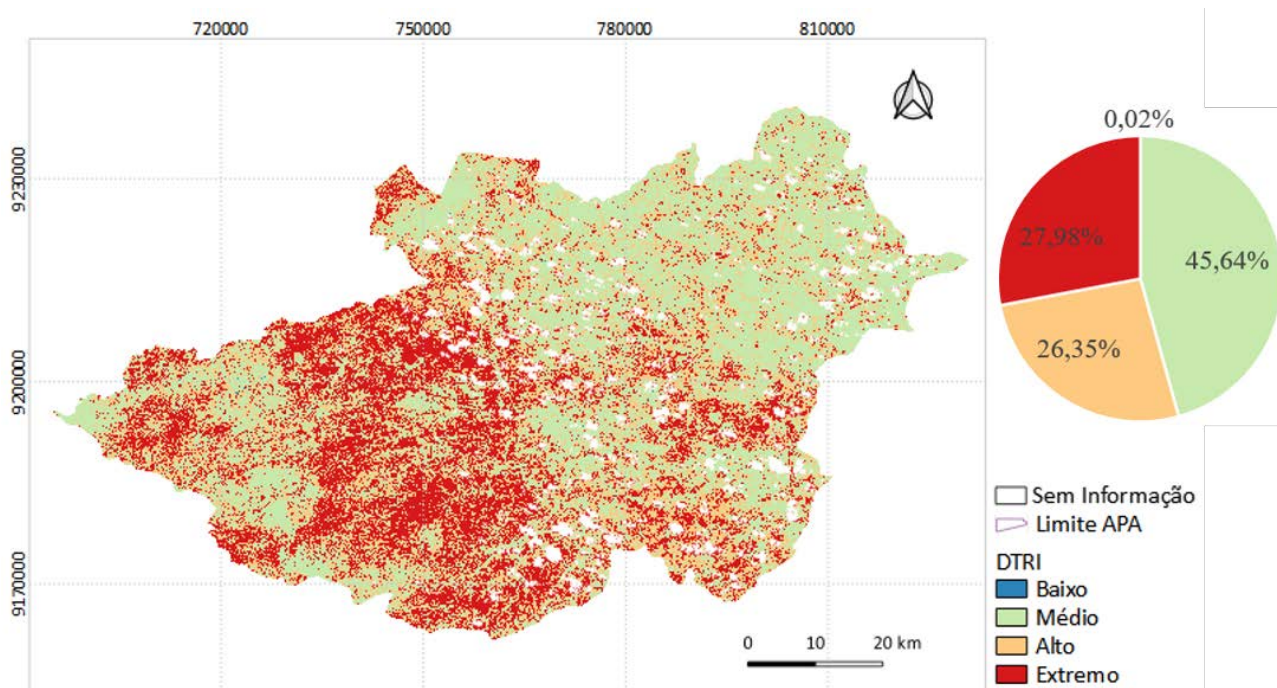 720000
750000
780000
810000
9230000
9200000
9170000
0 10 20 km
0,02%
27,98%
45,64%
26,35%
Sem Informação
Limite APA
DTRI
Baixo
Médio
Alto
Extremo